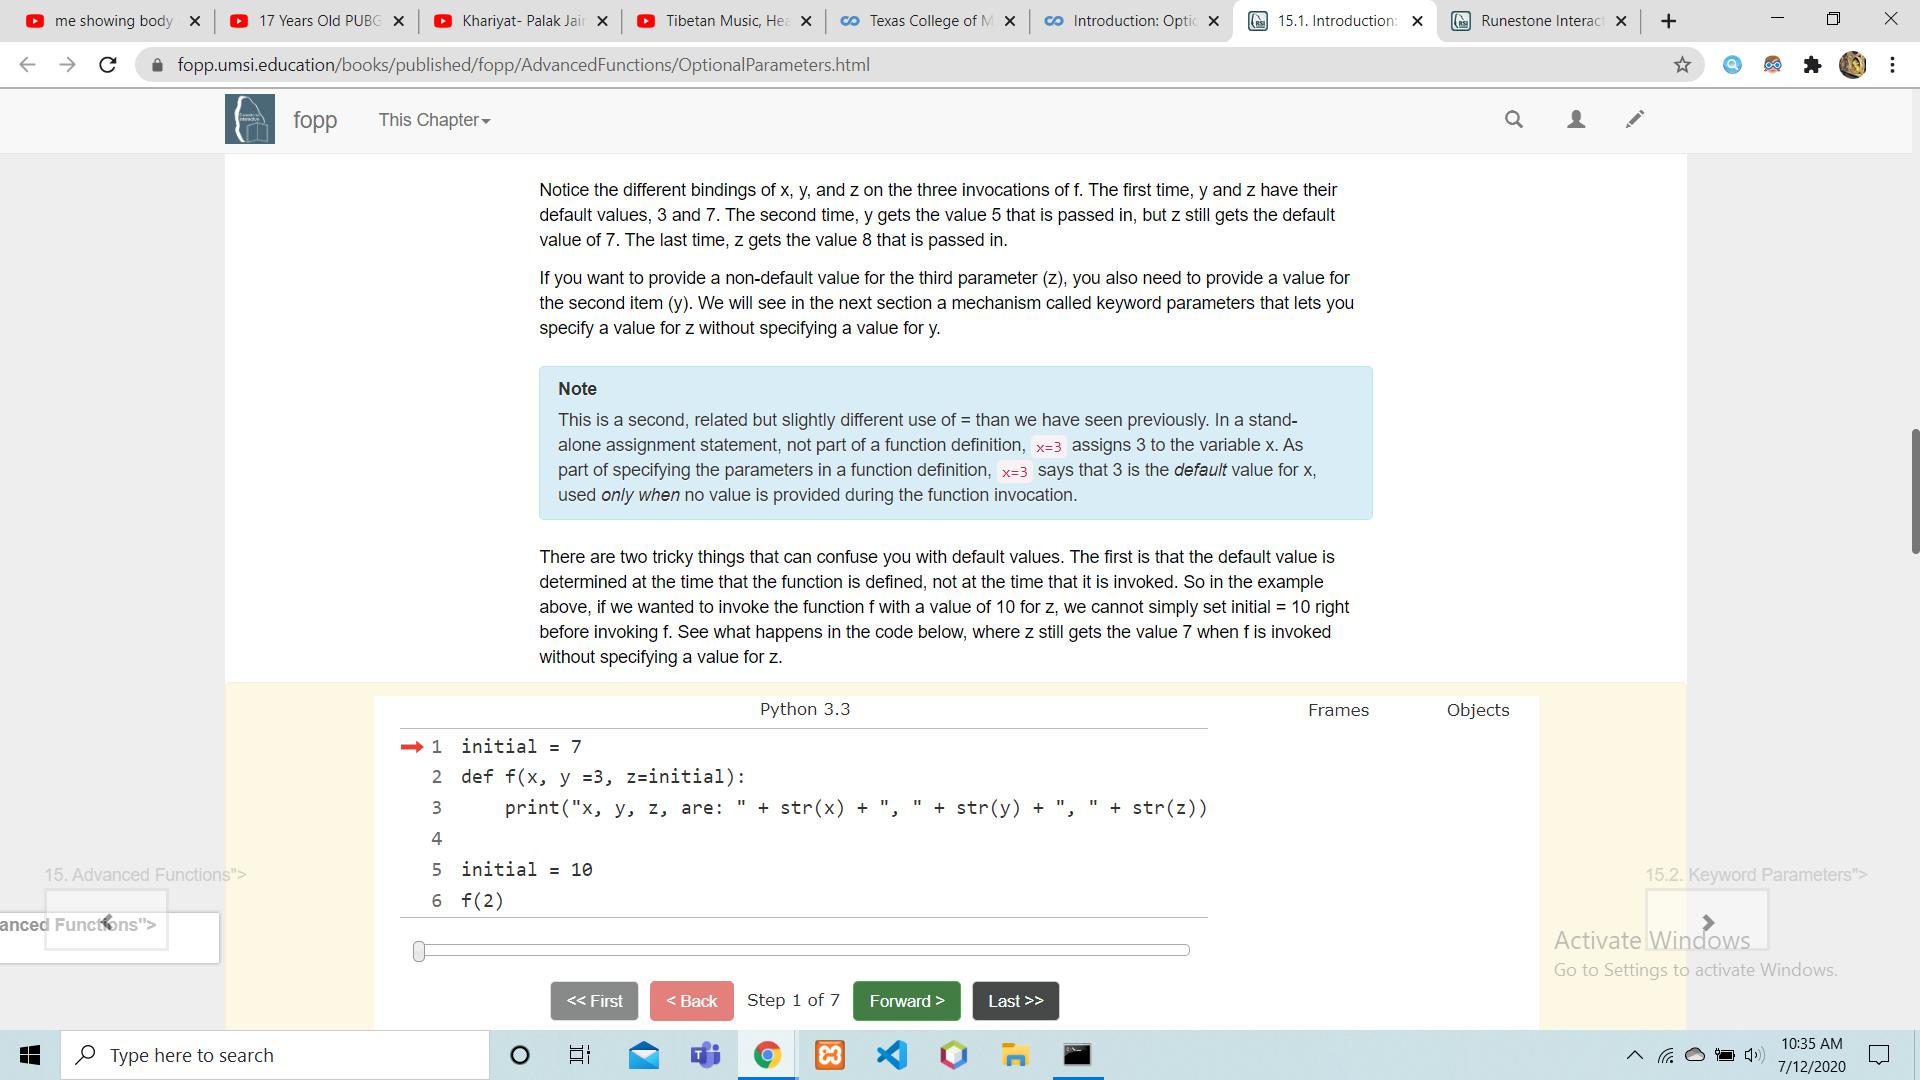 me showing body
17 Years Old PUBG
Khariyat- Palak Jai
Tibetan Music, Hea
Texas College of M
Introduction: Optic
15.1. Introduction:
Runestone Interact
fopp.umsi.education/books/published/fopp/AdvancedFunctions/OptionalParameters.html
fopp
This Chapter
Notice the different bindings of x, y, and z on the three invocations of f. The first time, y and z have their
default values, 3 and 7. The second time, y gets the value 5 that is passed in, but z still gets the default
value of 7. The last time, z gets the value 8 that is passed in.
If you want to provide a non-default value for the third parameter (z), you also need to provide a value for
the second item (y). We will see in the next section a mechanism called keyword parameters that lets you
specify a value for z without specifying a value for y.
Note
This is a second, related but slightly different use of = than we have seen previously. In a stand-
alone assignment statement, not part of a function definition, x=3 assigns 3 to the variable x. As
part of specifying the parameters in a function definition, x=3 says that 3 is the default value for x,
used only when no value is provided during the function invocation.
There are two tricky things that can confuse you with default values. The first is that the default value is
determined at the time that the function is defined, not at the time that it is invoked. So in the example
above, if we wanted to invoke the function f with a value of 10 for z, we cannot simply set initial = 10 right
before invoking f. See what happens in the code below, where z still gets the value 7 when f is invoked
without specifying a value for z.
Python 3.3
Frames
Objects
1 initial = 7
2 def f(x, y =3, z=initial):
3     print("x, y, z, are: " + str(x) + ", " + str(y) + ", " + str(z))
4
5 initial = 10
6 f(2)
15. Advanced Functions">
anced Functions">
15.2. Keyword Parameters">
<< First
< Back
Step 1 of 7
Forward >
Last >>
Activate Windows
Go to Settings to activate Windows.
Type here to search
10:35 AM
7/12/2020